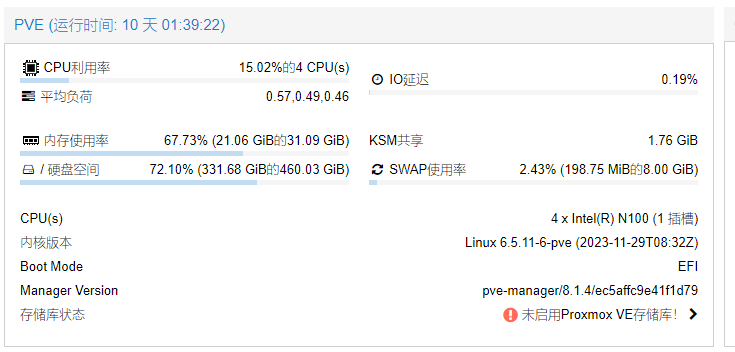 PVE (运行时间: 10 天 01:39:22)
CPU利用率 15.02%的4 CPU(s)
IO延迟 0.19%
平均负荷 0.57,0.49,0.46
内存使用率 67.73% (21.06 GiB的31.09 GiB)
KSM共享 1.76 GiB
/ 硬盘空间 72.10% (331.68 GiB的460.03 GiB)
SWAP使用率 2.43% (198.75 MiB的8.00 GiB)
CPU(s) 4 x Intel(R) N100 (1 插槽)
内核版本 Linux 6.5.11-6-pve (2023-11-29T08:32Z)
Boot Mode EFI
Manager Version pve-manager/8.1.4/ec5affc9e41f1d79
存储库状态 未启用Proxmox VE存储库!